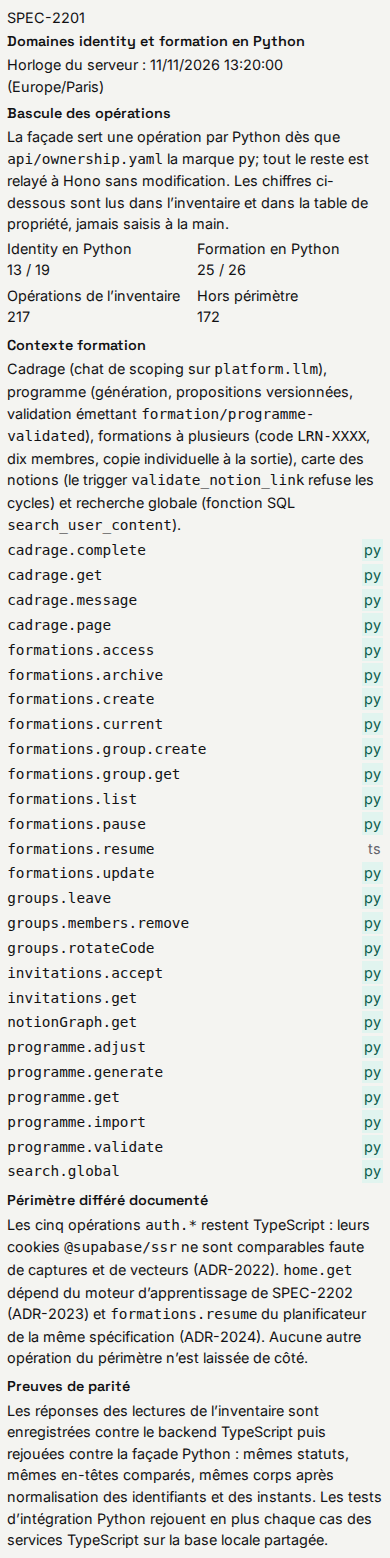 SPEC-2201
Domaines identity et formation en Python
Horloge du serveur : 11/11/2026 13:20:00
(Europe/Paris)
Bascule des opérations
La façade sert une opération par Python dès que
api/ownership.yaml la marque py; tout le reste est
relayé à Hono sans modification. Les chiffres ci-
dessous sont lus dans l’inventaire et dans la table de
propriété, jamais saisis à la main.
Identity en Python
13 / 19
Formation en Python
25 / 26
Opérations de l’inventaire
217
Hors périmètre
172
Contexte formation
Cadrage (chat de scoping sur platform.llm),
programme (génération, propositions versionnées,
validation émettant formation/programme-
validated), formations à plusieurs (code LRN-XXXX,
dix membres, copie individuelle à la sortie), carte des
notions (le trigger validate_notion_link refuse les
cycles) et recherche globale (fonction SQL
search_user_content).
cadrage.complete py
cadrage.get py
cadrage.message py
cadrage.page py
formations.access py
formations.archive py
formations.create py
formations.current py
formations.group.create py
formations.group.get py
formations.list py
formations.pause py
formations.resume ts
formations.update py
groups.leave py
groups.members.remove py
groups.rotateCode py
invitations.accept py
invitations.get py
notionGraph.get py
programme.adjust py
programme.generate py
programme.get py
programme.import py
programme.validate py
search.global py
Périmètre différé documenté
Les cinq opérations auth.* restent TypeScript : leurs
cookies @supabase/ssr ne sont comparables faute
de captures et de vecteurs (ADR-2022). home.get
dépend du moteur d’apprentissage de SPEC-2202
(ADR-2023) et formations.resume du planificateur
de la même spécification (ADR-2024). Aucune autre
opération du périmètre n’est laissée de côté.
Preuves de parité
Les réponses des lectures de l’inventaire sont
enregistrées contre le backend TypeScript puis
rejouées contre la façade Python : mêmes statuts,
mêmes en-têtes comparés, mêmes corps après
normalisation des identifiants et des instants. Les tests
d’intégration Python rejouent en plus chaque cas des
services TypeScript sur la base locale partagée.